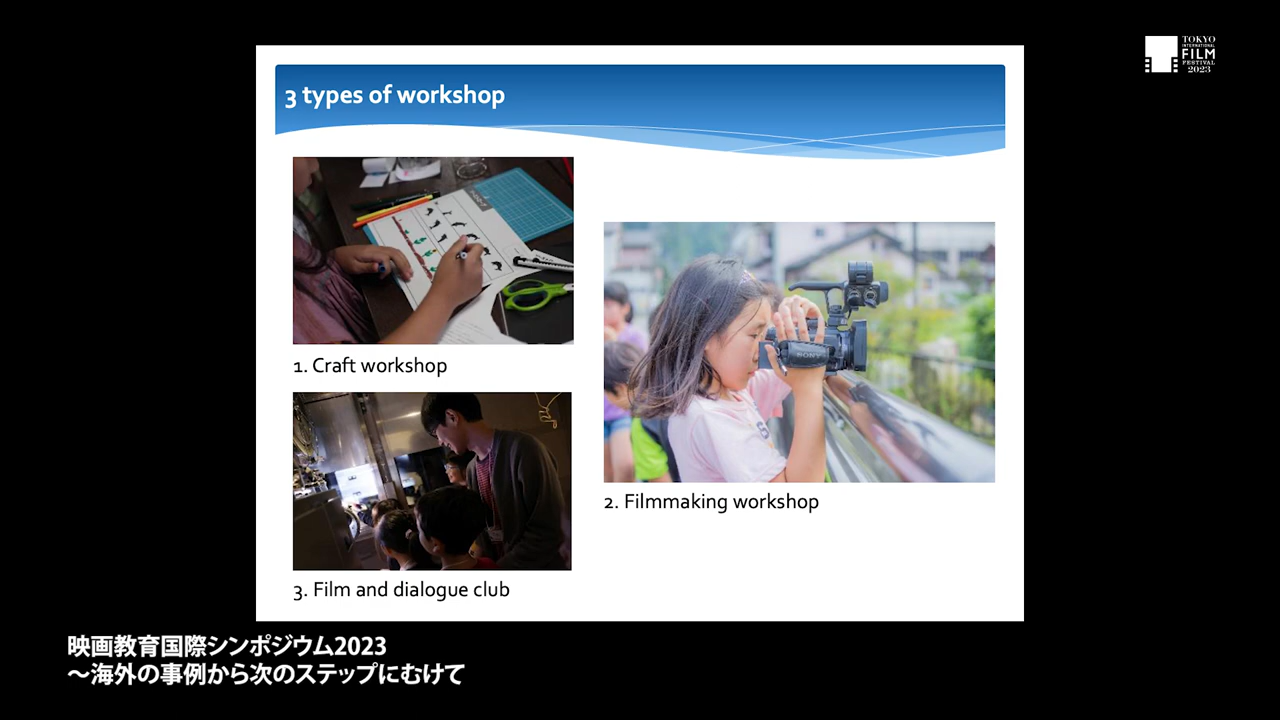 TOKYO
INTERNATIONAL
FILM
FESTIVAL
2023
3 types of workshop
1. Craft workshop
SONY
2. Filmmaking workshop
3. Film and dialogue club
映画教育国際シンポジウム2023
～海外の事例から次のステップにむけて